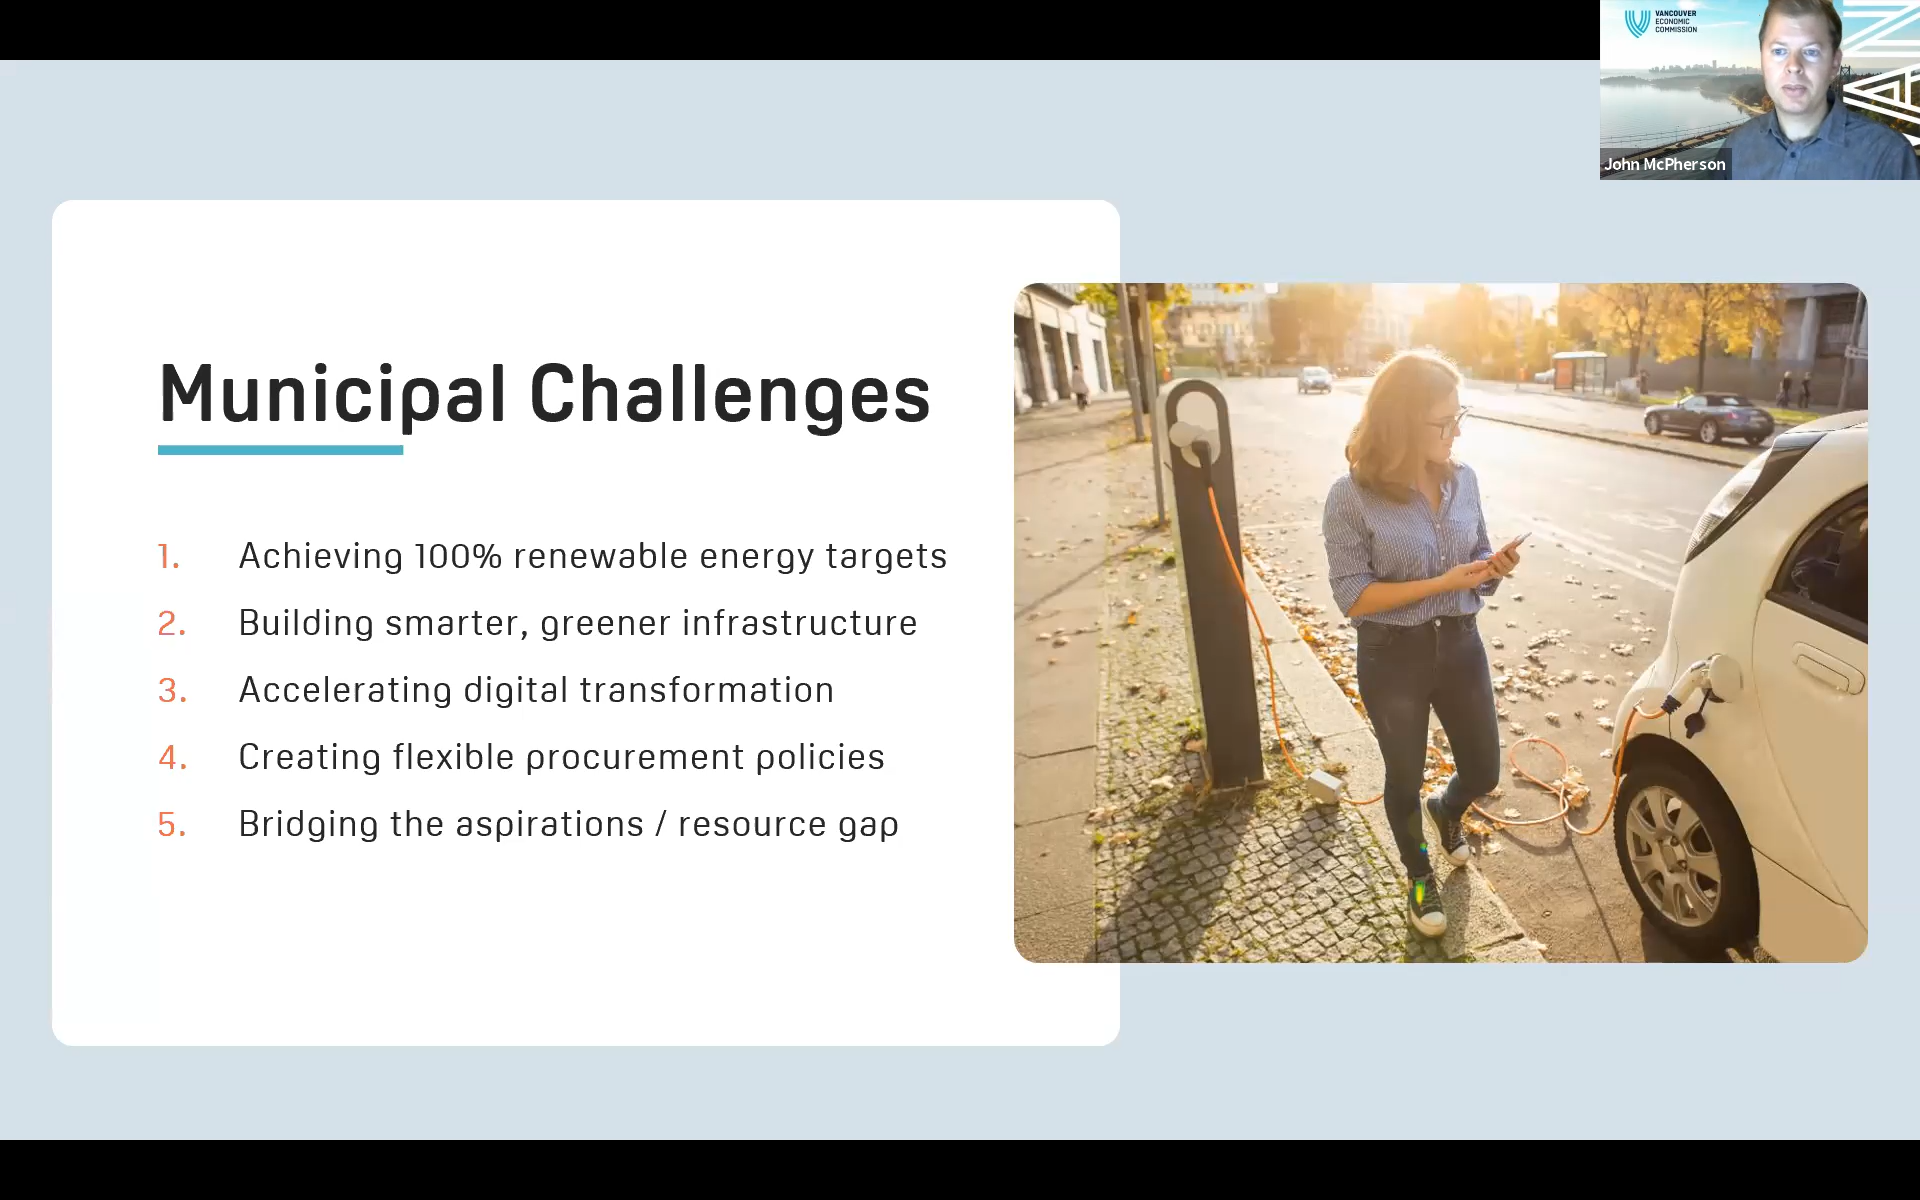 VANCOUVER
ECONOMIC
COMMISSION
John McPherson
Municipal Challenges
1. Achieving 100% renewable energy targets
2. Building smarter, greener infrastructure
3. Accelerating digital transformation
4. Creating flexible procurement policies
5. Bridging the aspirations / resource gap